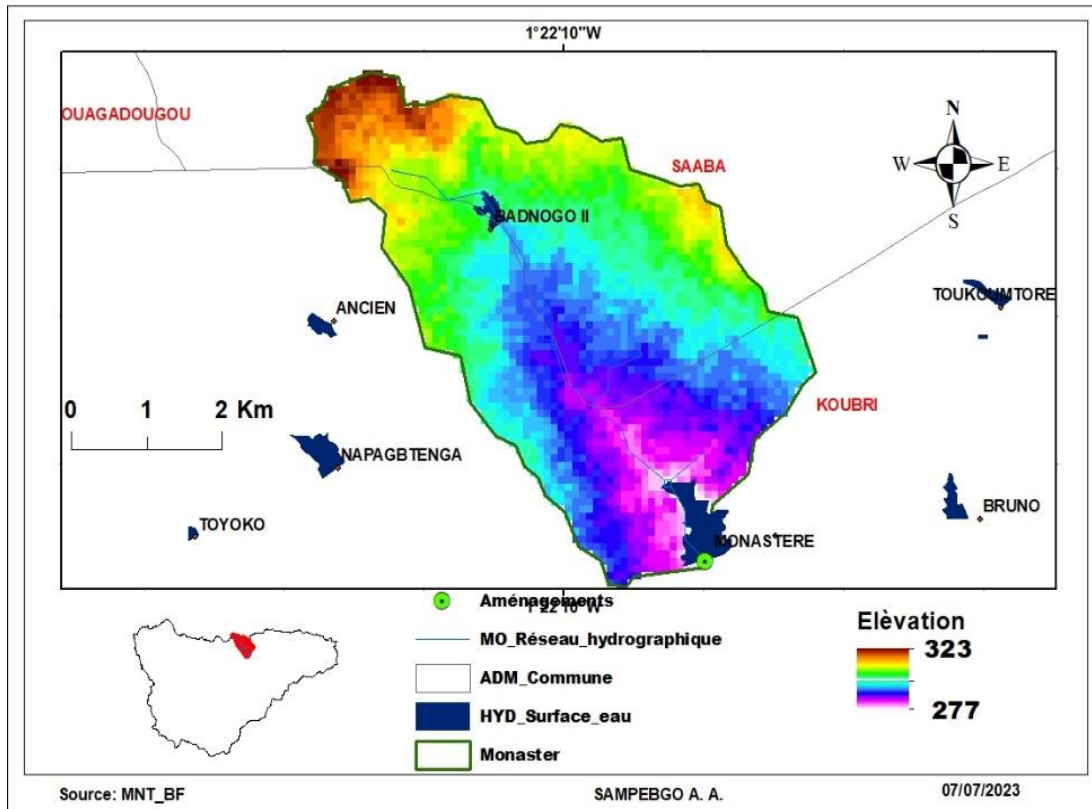 1°22'10"W
OUAGADOUGOU
N
SAABA
W E
S
BADNOGO II
TOUKOUMTORE
ANCIEN
0 1 2 Km
KOUBRI
NAPAGBTENGA
BRUNO
TOYOKO
MONASTERE
1°22'10"W
Aménagements
MO_Réseau_hydrographique
ADM_Commune
HYD_Surface_eau
Monaster
Elèvation
323
277
Source: MNT_BF
SAMPEBGO A. A.
07/07/2023